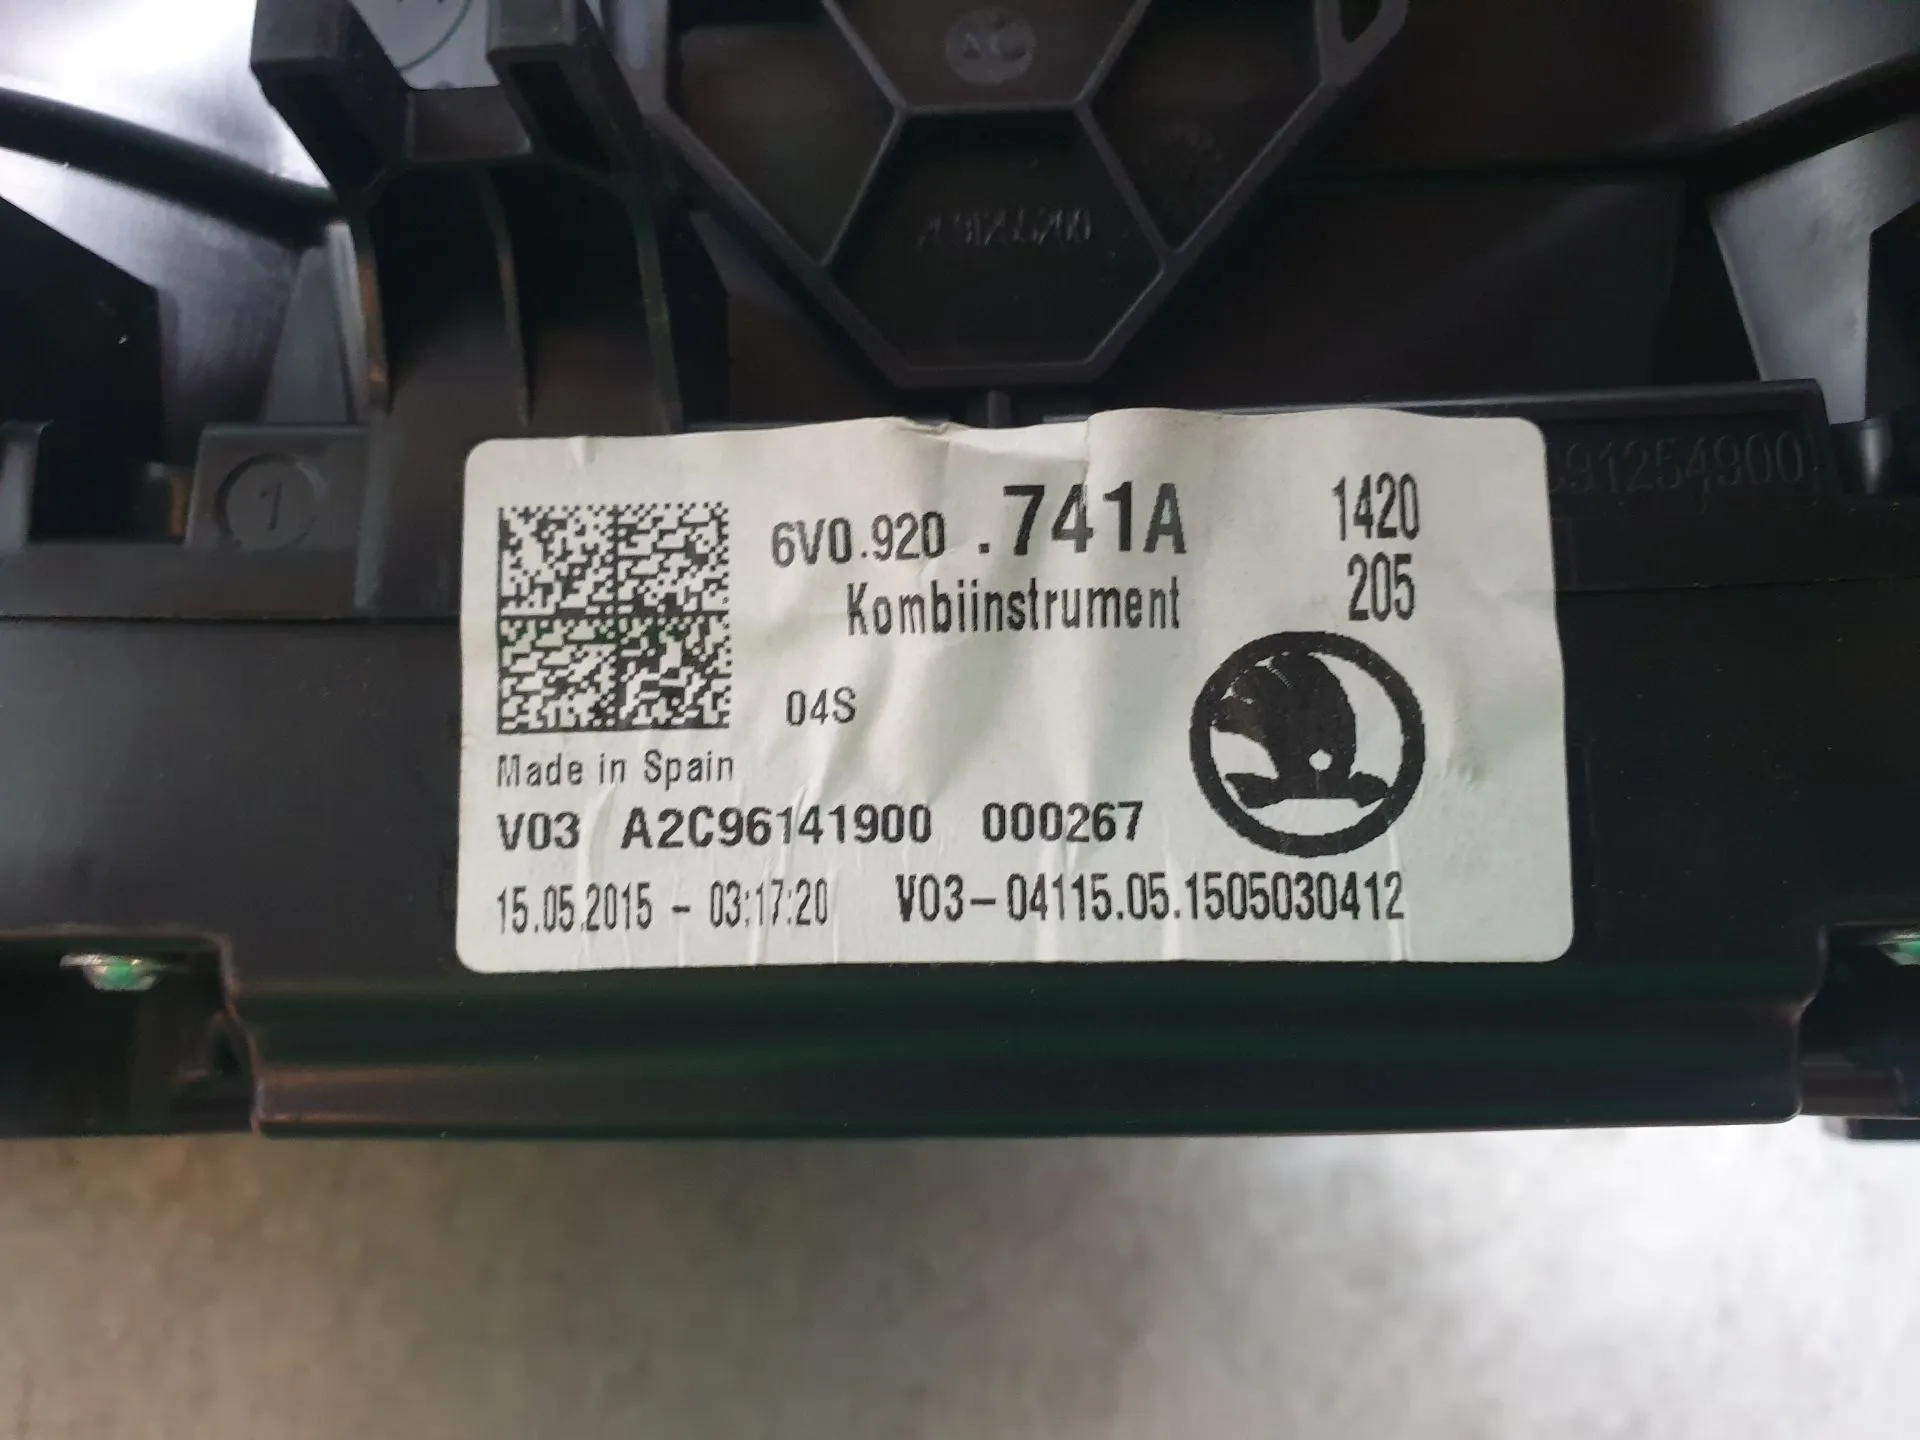 6V0.920 .741A 1420
Kombiinstrument 205
04S
Made in Spain
V03 A2C96141900 000267
15.05.2015 - 03:17:20 V03-04115.05.1505030412
1